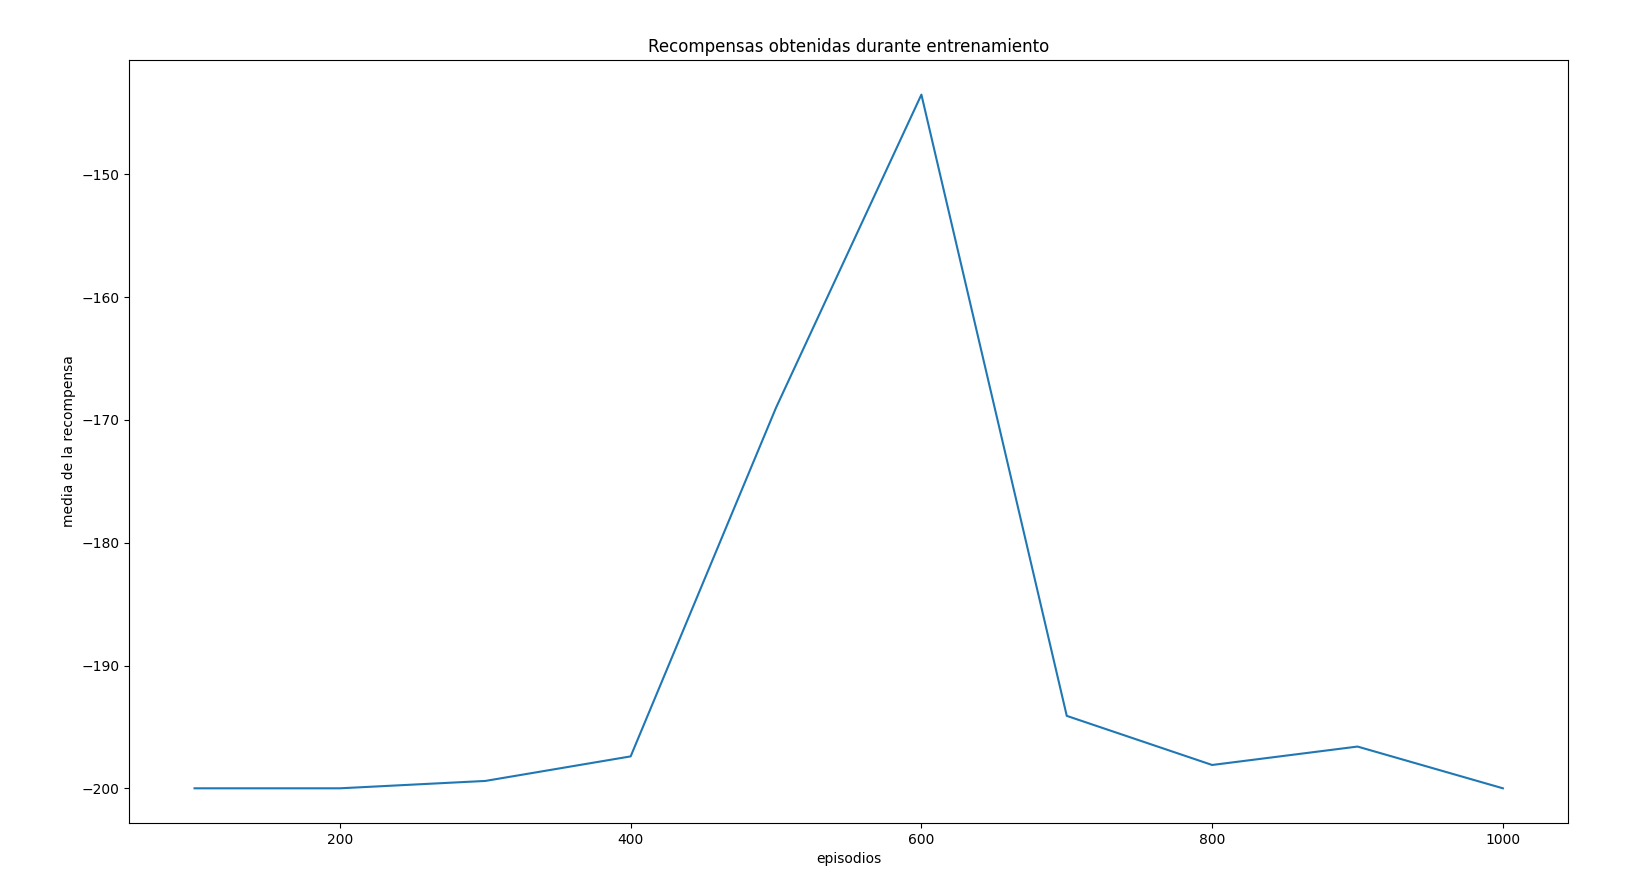 Recompensas obtenidas durante entrenamiento
media de la recompensa
−150
−160
−170
−180
−190
−200
200 400 600 800 1000
episodios